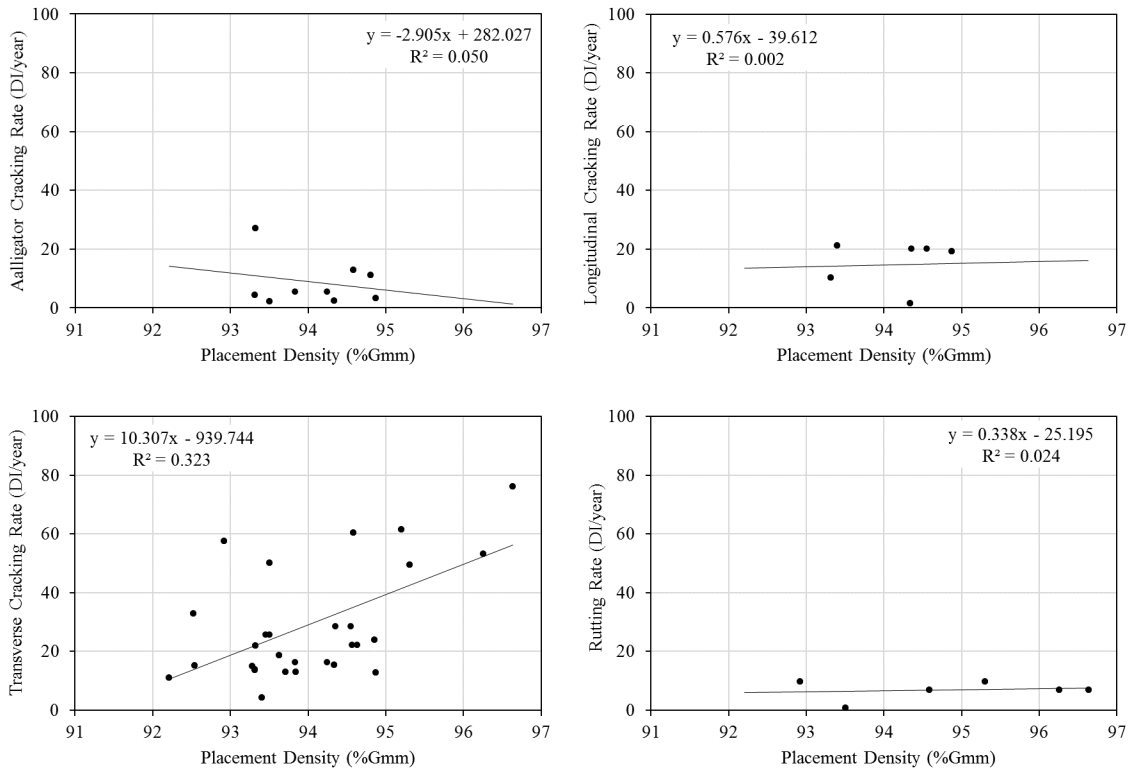 y = -2.905x + 282.027
R² = 0.050
100
80
60
40
20
0
91 92 93 94 95 96 97
Aalligator Cracking Rate (DI/year)
Placement Density (%Gmm)
y = 0.576x - 39.612
R² = 0.002
100
80
60
40
20
0
91 92 93 94 95 96 97
Longitudinal Cracking Rate (DI/year)
Placement Density (%Gmm)
y = 10.307x - 939.744
R² = 0.323
100
80
60
40
20
0
91 92 93 94 95 96 97
Transverse Cracking Rate (DI/year)
Placement Density (%Gmm)
y = 0.338x - 25.195
R² = 0.024
100
80
60
40
20
0
91 92 93 94 95 96 97
Rutting Rate (DI/year)
Placement Density (%Gmm)